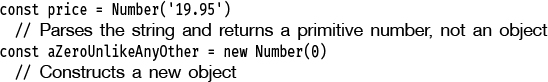 const price = Number('19.95')
// Parses the string and returns a primitive number, not an object
const aZeroUnlikeAnyOther = new Number(0)
// Constructs a new object